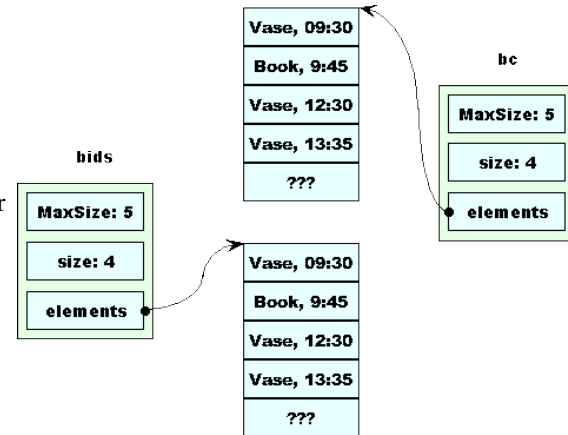 Vase, 09:30
Book, 9:45
Vase, 12:30
Vase, 13:35
???
bc
MaxSize: 5
size: 4
elements
r
bids
MaxSize: 5
size: 4
elements
Vase, 09:30
Book, 9:45
Vase, 12:30
Vase, 13:35
???